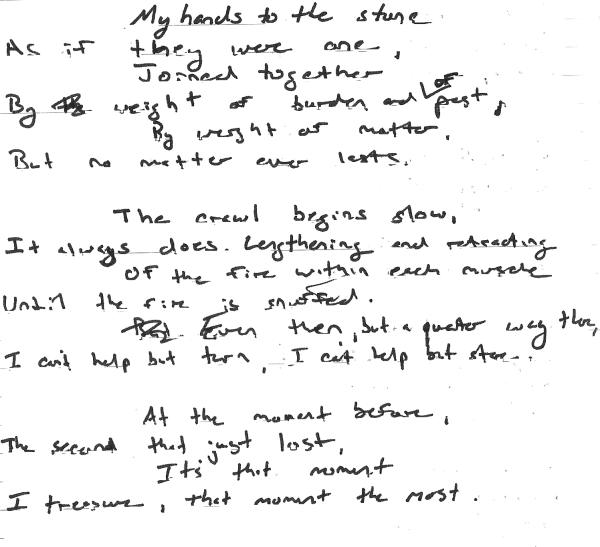 My hands to the stone
As if they were one,
Joined together
By weight of burden and of past,
By weight of matter,
But no matter ever lasts.
The crawl begins slow,
It always does. Lengthening and retracting
Of the fire within each muscle
Until the fire is snuffed.
Even then, but a quarter way there,
I can't help but turn, I can't help but stare.
At the moment before,
The second that just lost,
It's that moment
I treasure, that moment the most.